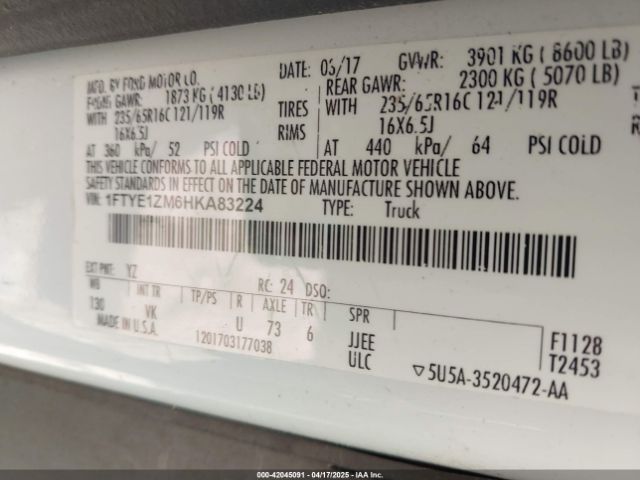 MFD. BY FORD MOTOR CO.
DATE: 03/17 GVWR: 3901 KG ( 8600 LB)
GAWR: 1873 KG ( 4130 LB) REAR GAWR: 2300 KG ( 5070 LB)
WITH 235/65R16C 121/119R TIRES WITH 235/65R16C 121/119R
16X6.5J RIMS 16X6.5J
AT 360 kPa/ 52 PSI COLD AT 440 kPa/ 64 PSI COLD
THIS VEHICLE CONFORMS TO ALL APPLICABLE FEDERAL MOTOR VEHICLE
SAFETY STANDARDS IN EFFECT ON THE DATE OF MANUFACTURE SHOWN ABOVE.
VIN: 1FTYE1ZM6HKA83224 TYPE: Truck
EXT PNT: YZ RC: 24 DSO:
WB INT TR TP/PS R AXLE TR SPR
130 VK U 73 6 JJEE F1128
MADE IN U.S.A. 1201703177038 ULC T2453
▽5U5A-3520472-AA
000-42045091 - 04/17/2025 - IAAI, Inc.